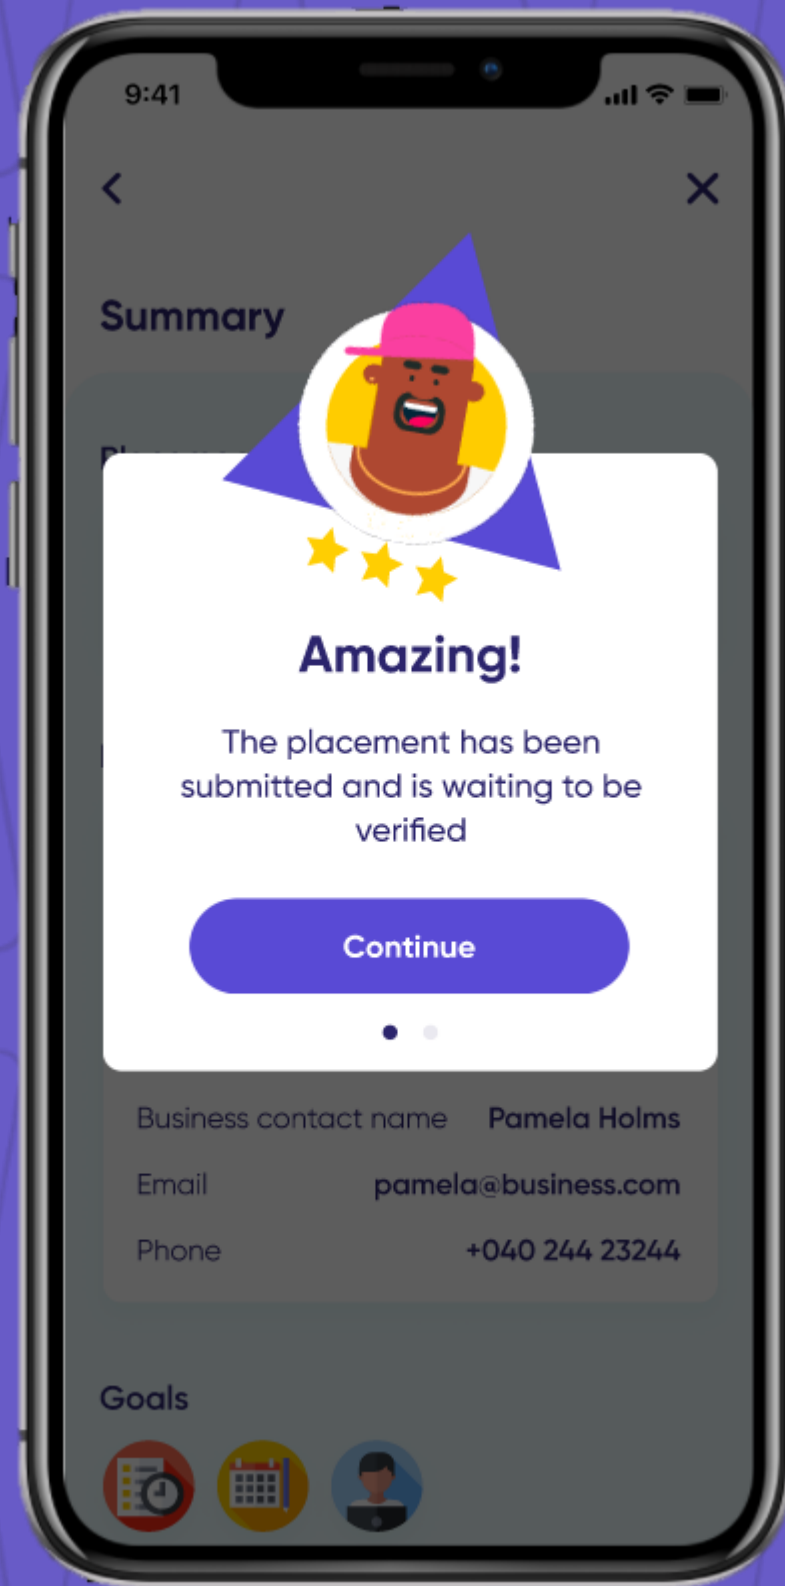 9:41
Summary
Amazing!
The placement has been
submitted and is waiting to be
verified
Continue
Business contact name Pamela Holms
Email pamela@business.com
Phone +040 244 23244
Goals